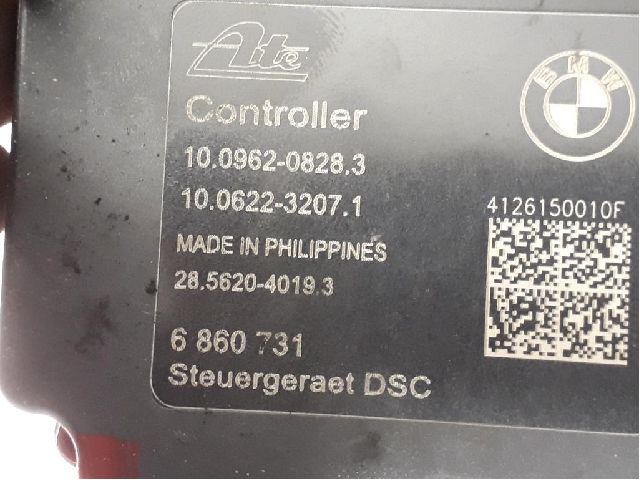 Ate
BMW
Controller
10.0962-0828.3
10.0622-3207.1
4126150010F
MADE IN PHILIPPINES
28.5620-4019.3
6 860 731
Steuergeraet DSC